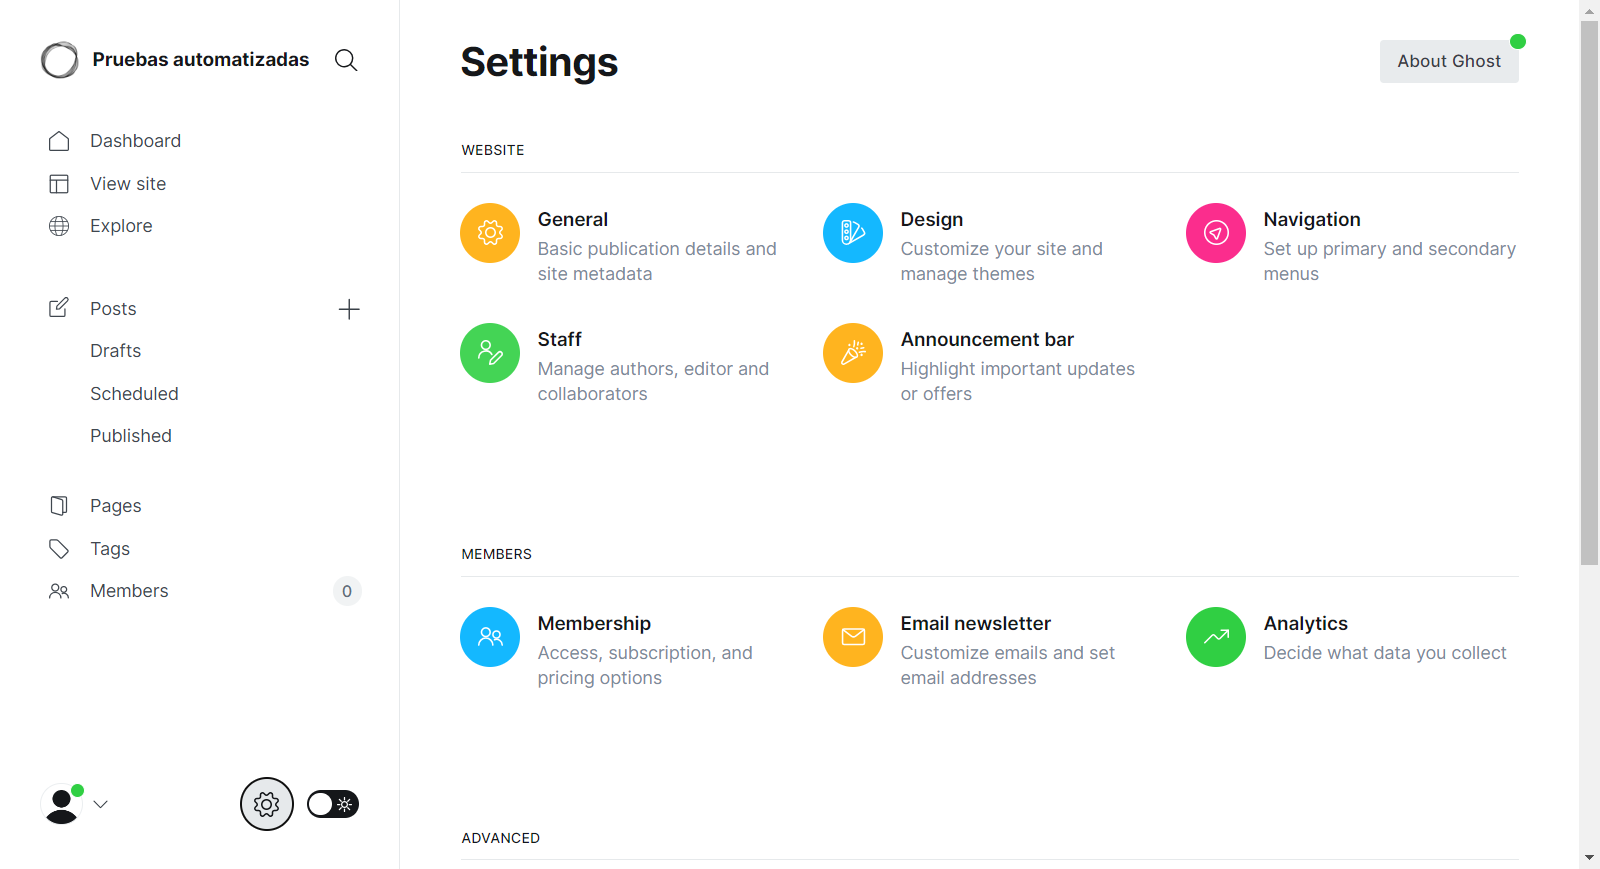 Pruebas automatizadas
Dashboard
View site
Explore
Posts
Drafts
Scheduled
Published
Pages
Tags
Members
0
Settings
About Ghost
WEBSITE
General
Basic publication details and
site metadata
Design
Customize your site and
manage themes
Navigation
Set up primary and secondary
menus
Staff
Manage authors, editor and
collaborators
Announcement bar
Highlight important updates
or offers
MEMBERS
Membership
Access, subscription, and
pricing options
Email newsletter
Customize emails and set
email addresses
Analytics
Decide what data you collect
ADVANCED